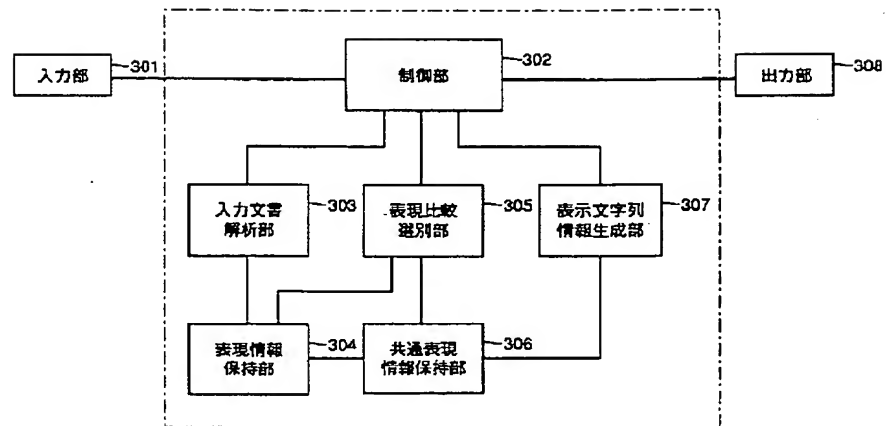 入力部
301
制御部
302
出力部
308
入力文書
解析部
303
表現比較
選別部
305
表示文字列
情報生成部
307
表現情報
保持部
304
共通表現
情報保持部
306